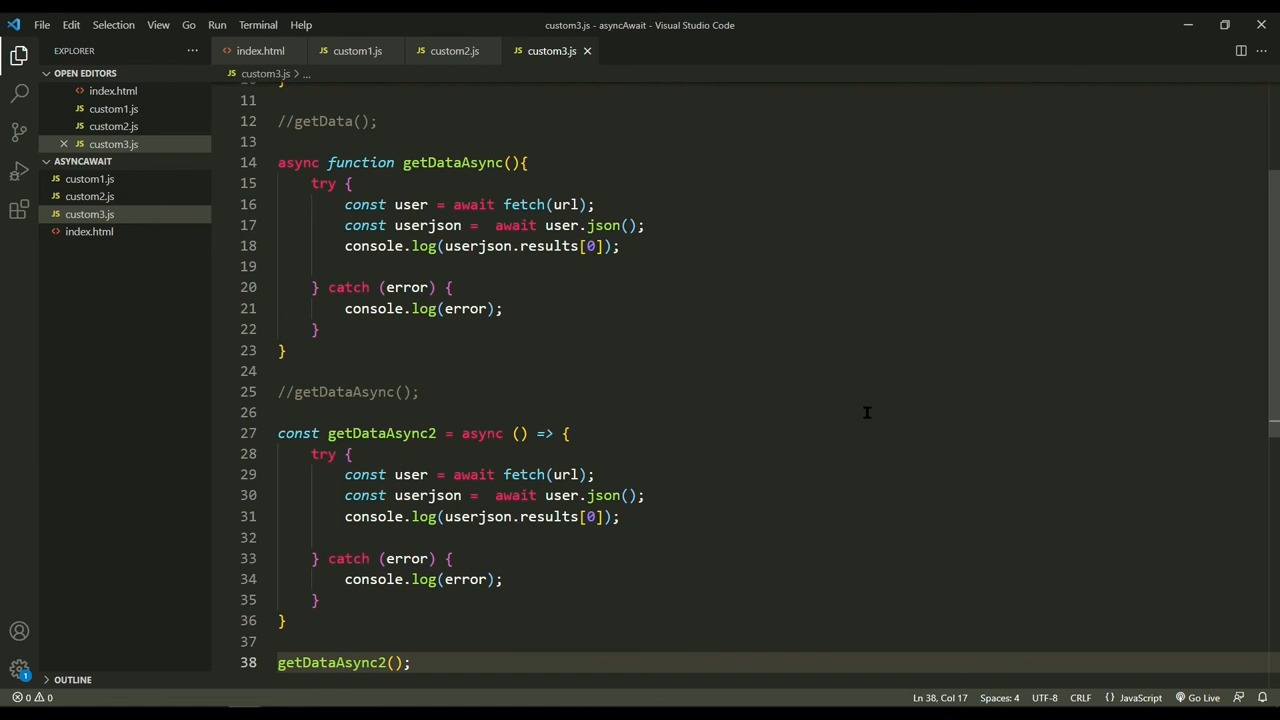 File Edit Selection View Go Run Terminal Help
custom3.js - asyncAwait - Visual Studio Code
EXPLORER
index.html custom1.js custom2.js custom3.js
OPEN EDITORS
index.html
custom1.js
custom2.js
custom3.js
ASYNCAWAIT
custom1.js
custom2.js
custom3.js
index.html
OUTLINE
custom3.js > ...
11
12 //getData();
13
14 async function getDataAsync(){
15 try {
16 const user = await fetch(url);
17 const userjson =  await user.json();
18 console.log(userjson.results[0]);
19
20 } catch (error) {
21 console.log(error);
22 }
23 }
24
25 //getDataAsync();
26
27 const getDataAsync2 = async () => {
28 try {
29 const user = await fetch(url);
30 const userjson =  await user.json();
31 console.log(userjson.results[0]);
32
33 } catch (error) {
34 console.log(error);
35 }
36 }
37
38 getDataAsync2();
1
0 0 Ln 38, Col 17 Spaces: 4 UTF-8 CRLF {} JavaScript Go Live